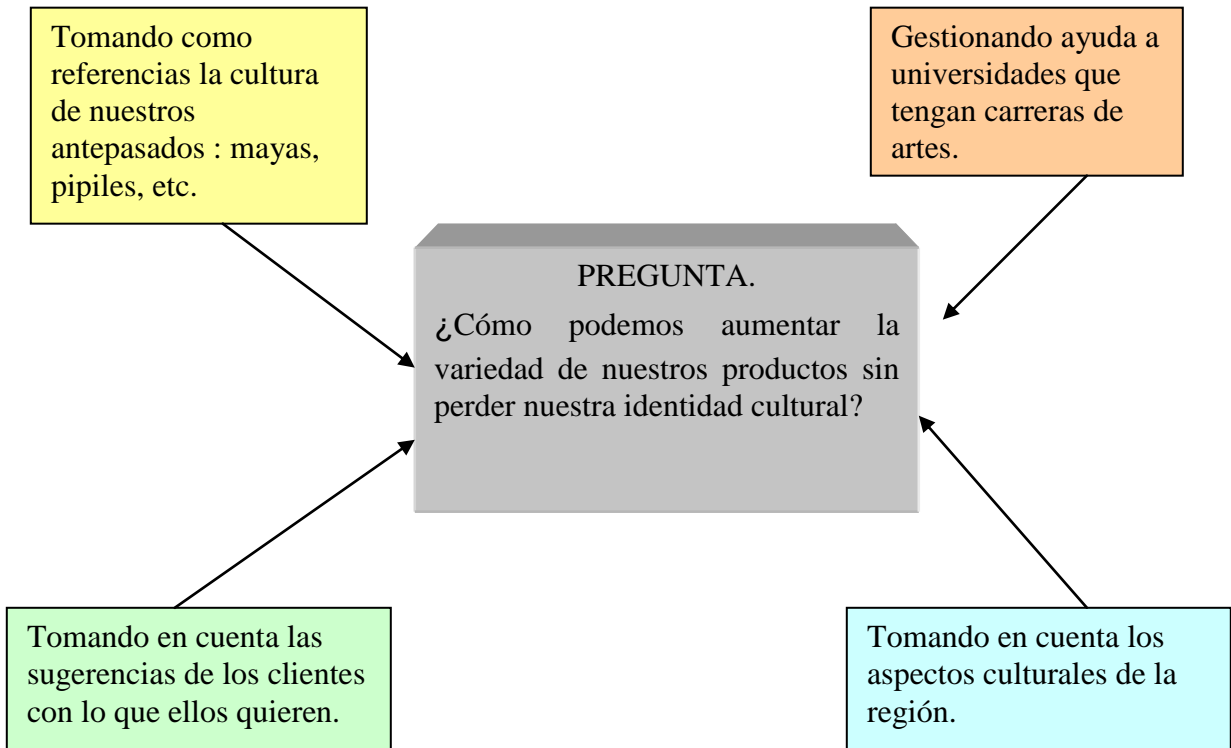 Tomando como
referencias la cultura
de nuestros
antepasados : mayas,
pipiles, etc.
Gestionando ayuda a
universidades que
tengan carreras de
artes.
PREGUNTA.
¿Cómo podemos aumentar la
variedad de nuestros productos sin
perder nuestra identidad cultural?
Tomando en cuenta las
sugerencias de los clientes
con lo que ellos quieren.
Tomando en cuenta los
aspectos culturales de la
región.